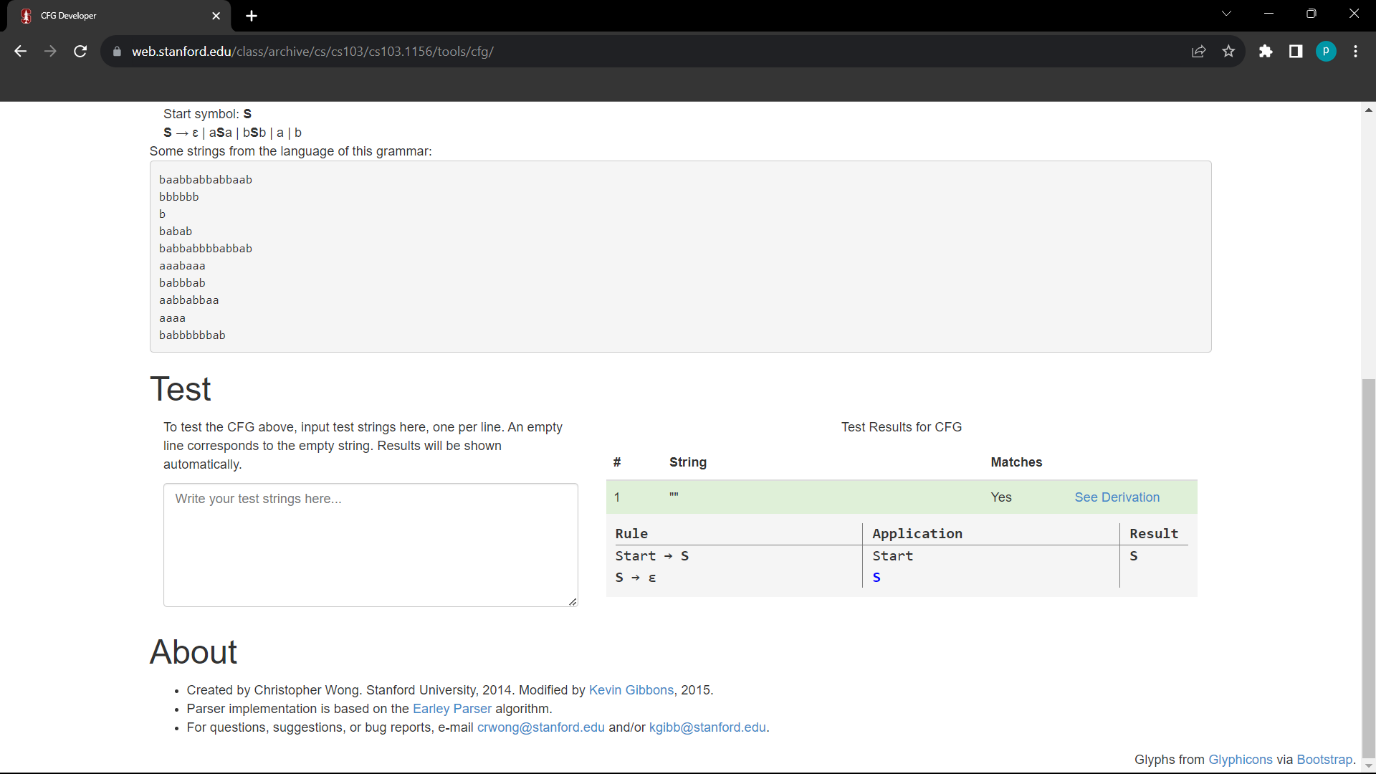 CFG Developer
web.stanford.edu/class/archive/cs/cs103/cs103.1156/tools/cfg/
P
Start symbol: S
S → ε | aSa | bSb | a | b
Some strings from the language of this grammar:
baabbabbabbaab
bbbbbb
b
babab
babbabbbbabbab
aaabaaa
babbbab
aabbabbaa
aaaa
babbbbbbab
Test
To test the CFG above, input test strings here, one per line. An empty
line corresponds to the empty string. Results will be shown
automatically.
Write your test strings here...
Test Results for CFG
# String Matches
1 "" Yes See Derivation
Rule Application Result
Start → S Start S
S → ε S
About
• Created by Christopher Wong. Stanford University, 2014. Modified by Kevin Gibbons, 2015.
• Parser implementation is based on the Earley Parser algorithm.
• For questions, suggestions, or bug reports, e-mail crwong@stanford.edu and/or kgibb@stanford.edu.
Glyphs from Glyphicons via Bootstrap.